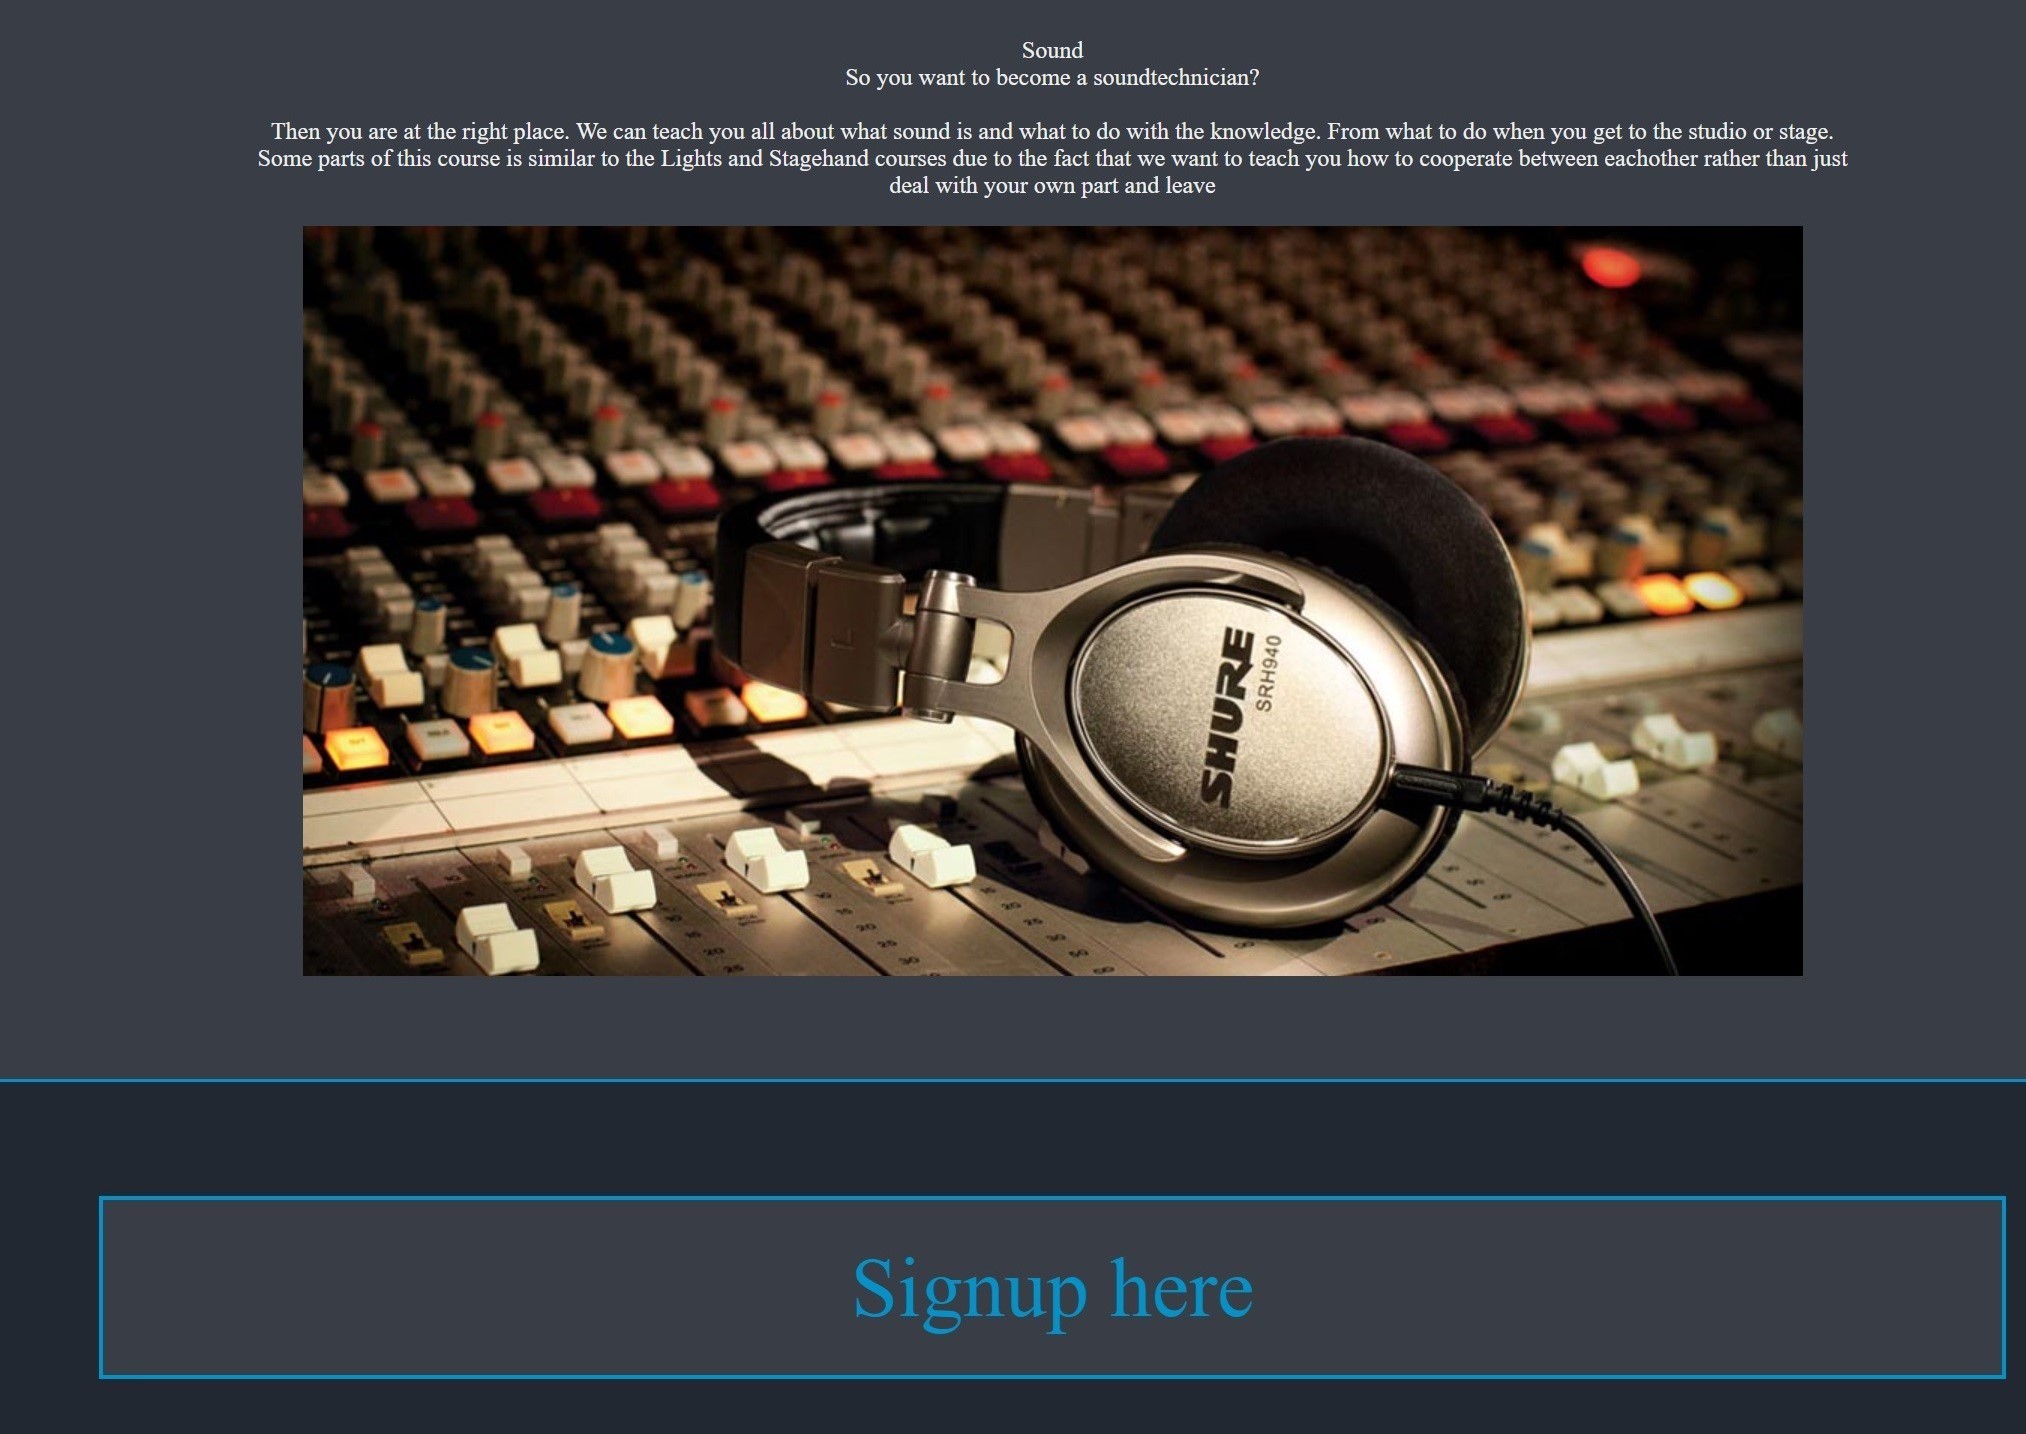 Sound
So you want to become a soundtechnician?
Then you are at the right place. We can teach you all about what sound is and what to do with the knowledge. From what to do when you get to the studio or stage.
Some parts of this course is similar to the Lights and Stagehand courses due to the fact that we want to teach you how to cooperate between eachother rather than just
deal with your own part and leave
L
SHURE
SRH940
Signup here